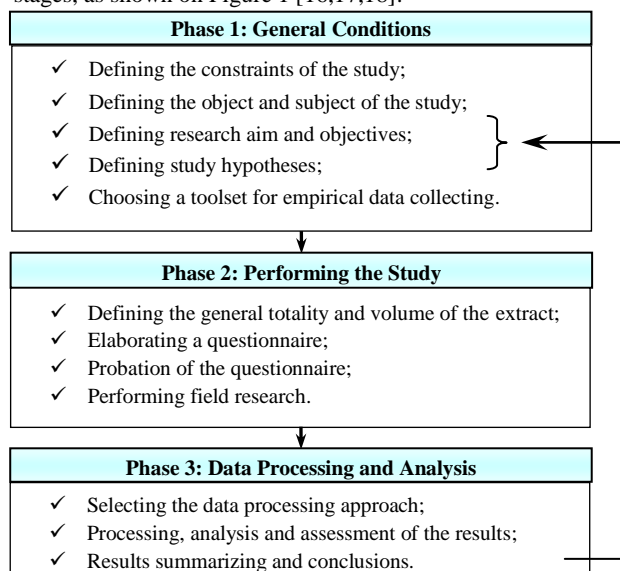 stages, as shown on Figure 1 [16,17,18].
Phase 1: General Conditions
✓ Defining the constraints of the study;
✓ Defining the object and subject of the study;
✓ Defining research aim and objectives;
✓ Defining study hypotheses;
✓ Choosing a toolset for empirical data collecting.
Phase 2: Performing the Study
✓ Defining the general totality and volume of the extract;
✓ Elaborating a questionnaire;
✓ Probation of the questionnaire;
✓ Performing field research.
Phase 3: Data Processing and Analysis
✓ Selecting the data processing approach;
✓ Processing, analysis and assessment of the results;
✓ Results summarizing and conclusions.